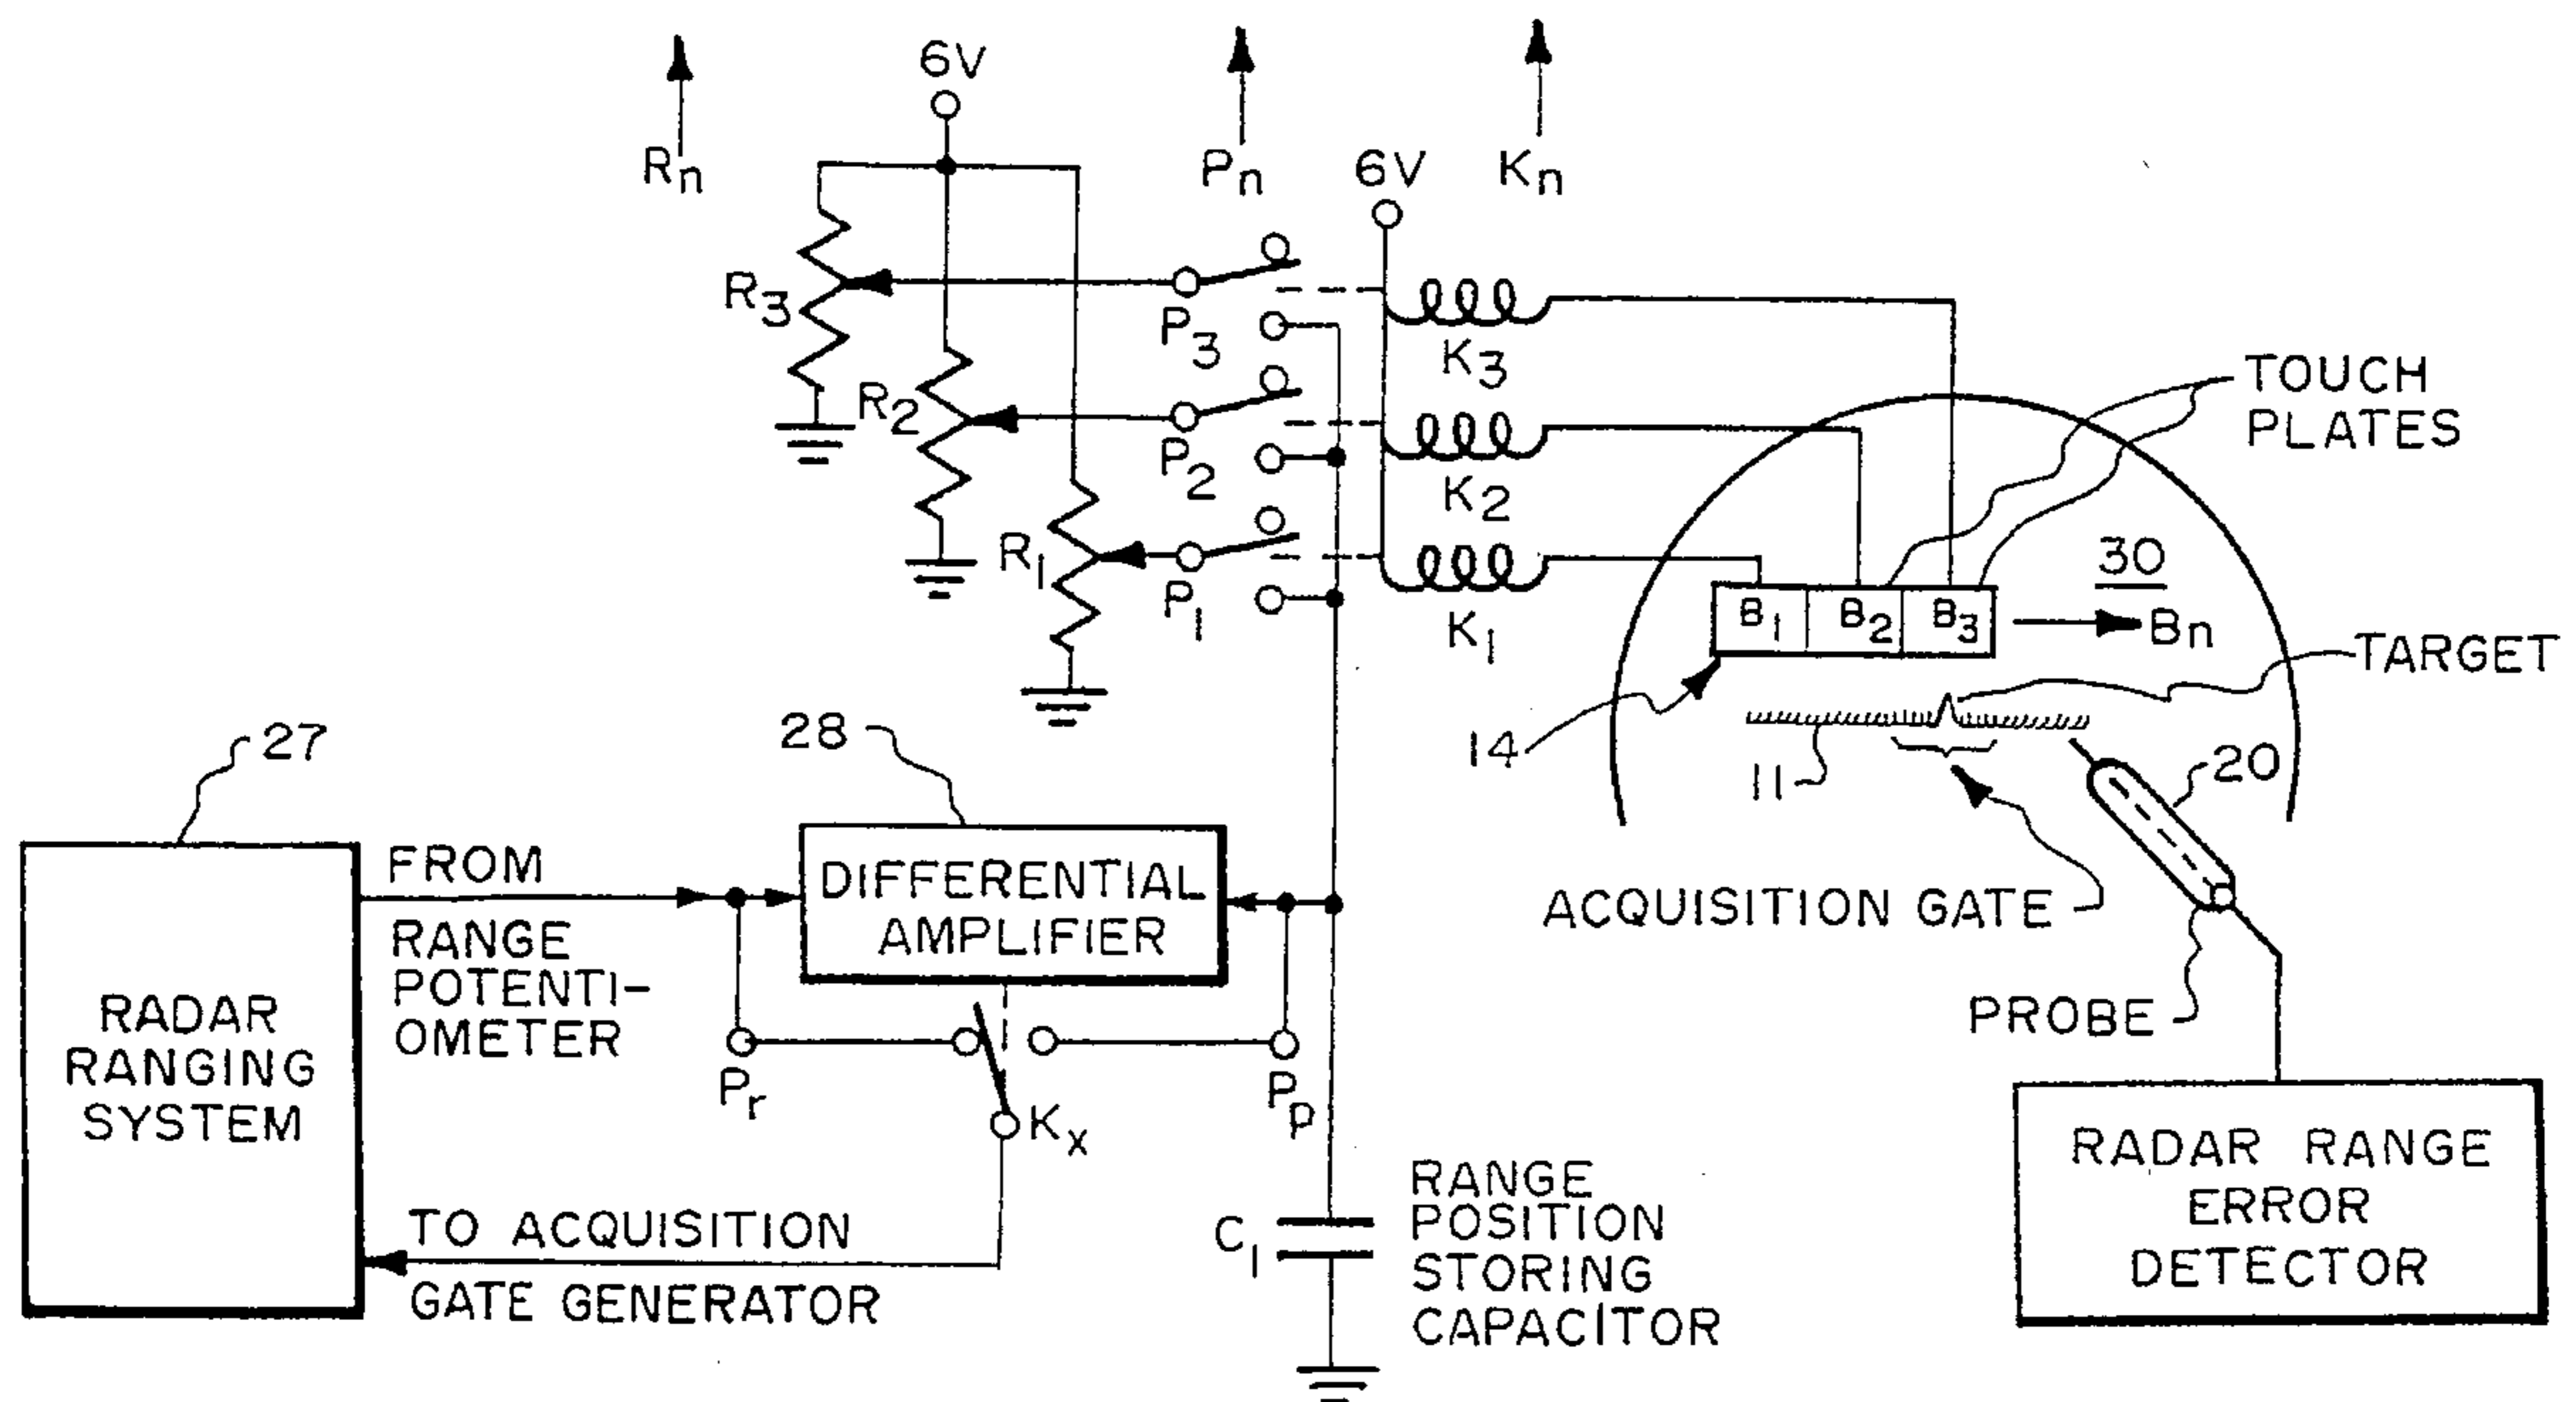 6V
Rn
Pn
6V
Kn
R3
P3
K3
TOUCH
PLATES
R2
P2
K2
R1
P1
K1
30
B1 B2 B3
Bn
TARGET
14
11
20
27
28
FROM
RANGE
POTENTI-
OMETER
DIFFERENTIAL
AMPLIFIER
ACQUISITION GATE
PROBE
RADAR
RANGING
SYSTEM
Pr
Kx
Pp
TO ACQUISITION
GATE GENERATOR
C1
RANGE
POSITION
STORING
CAPACITOR
RADAR RANGE
ERROR
DETECTOR